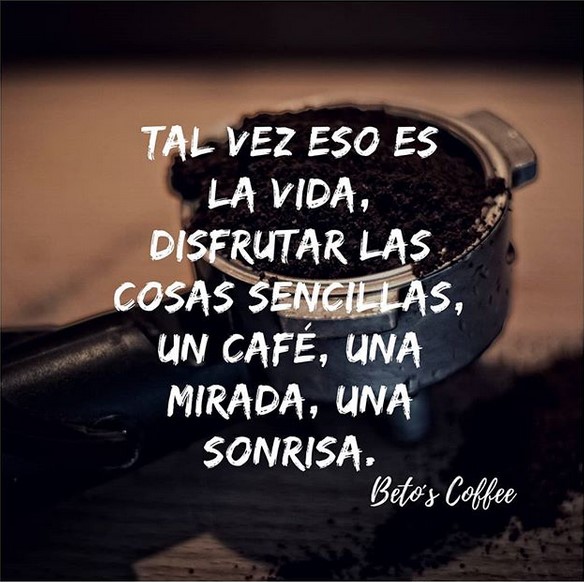 TAL VEZ ESO ES
LA VIDA,
DISFRUTAR LAS
COSAS SENCILLAS,
UN CAFÉ, UNA
MIRADA, UNA
SONRISA.
Beto´s Coffee